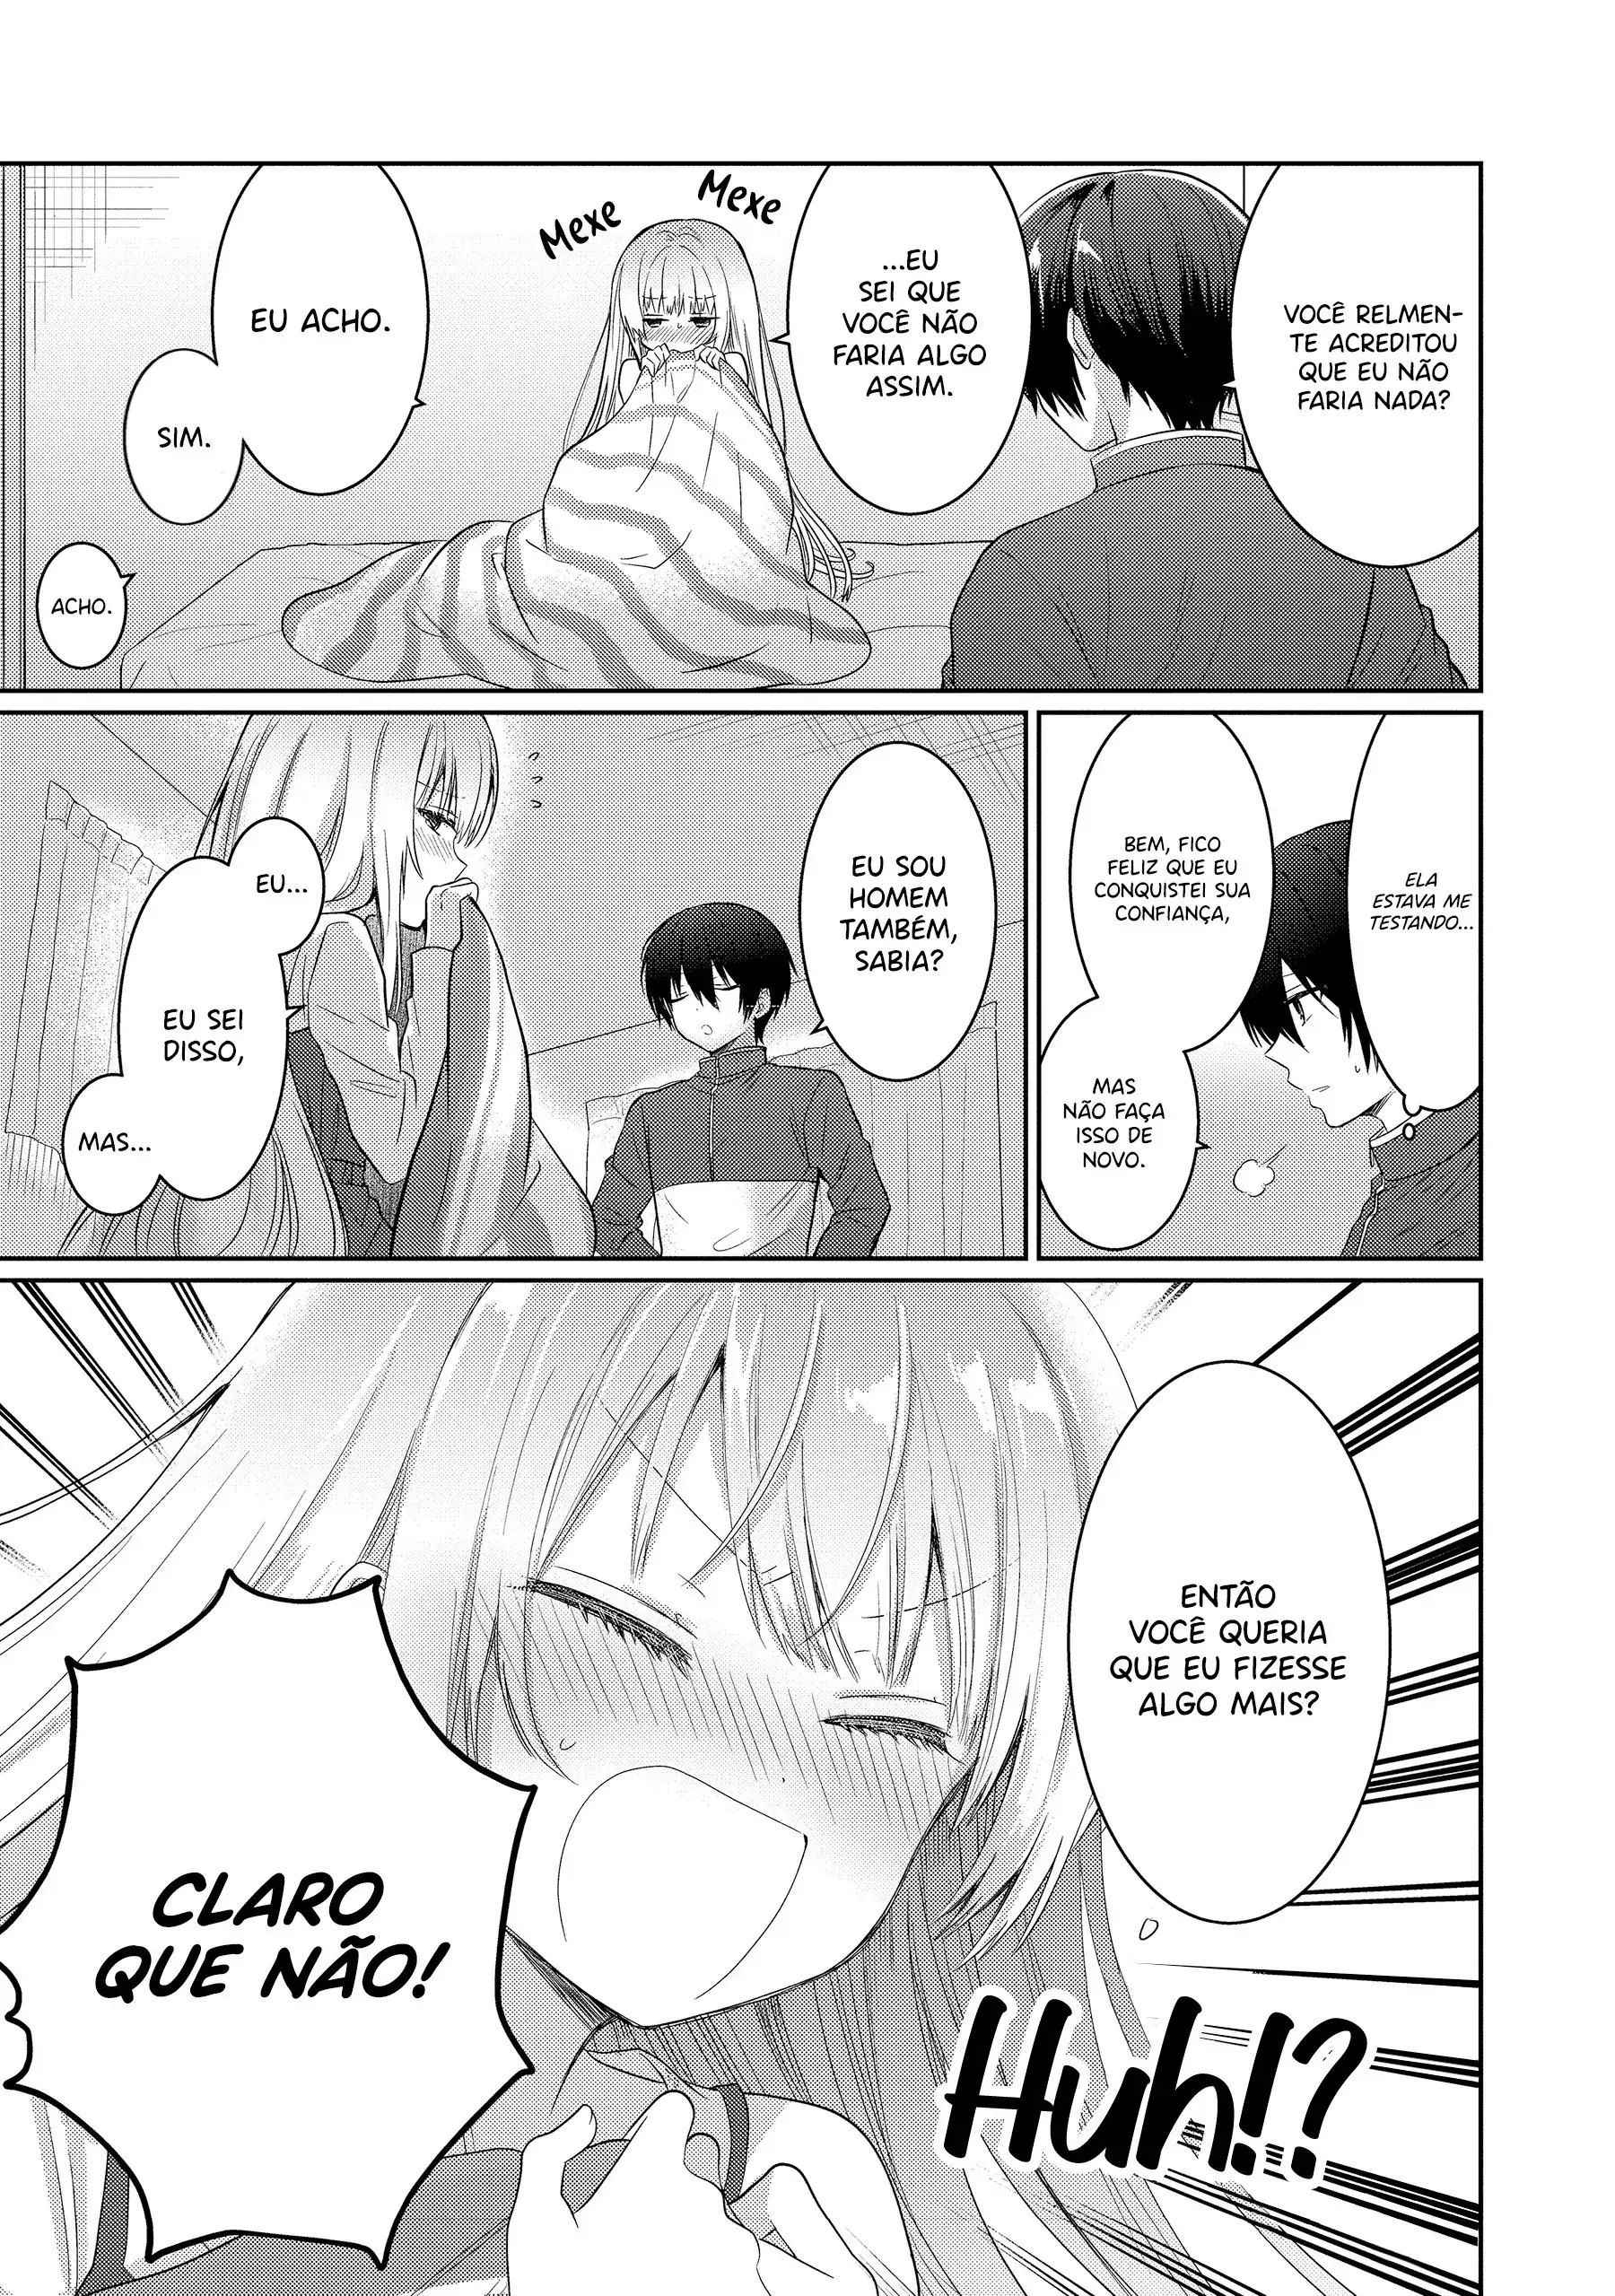 VOCÊ RELMEN-
TE ACREDITOU
QUE EU NÃO
FARIA NADA?
...EU
SEI QUE
VOCÊ NÃO
FARIA ALGO
ASSIM.
Mexe
Mexe
EU ACHO.
SIM.
ACHO.
ELA
ESTAVA ME
TESTANDO...
BEM, FICO
FELIZ QUE EU
CONQUISTEI SUA
CONFIANÇA,
MAS
NÃO FAÇA
ISSO DE
NOVO.
EU SOU
HOMEM
TAMBÉM,
SABIA?
EU...
EU SEI
DISSO,
MAS...
ENTÃO
VOCÊ QUERIA
QUE EU FIZESSE
ALGO MAIS?
Huh!?
CLARO
QUE NÃO!